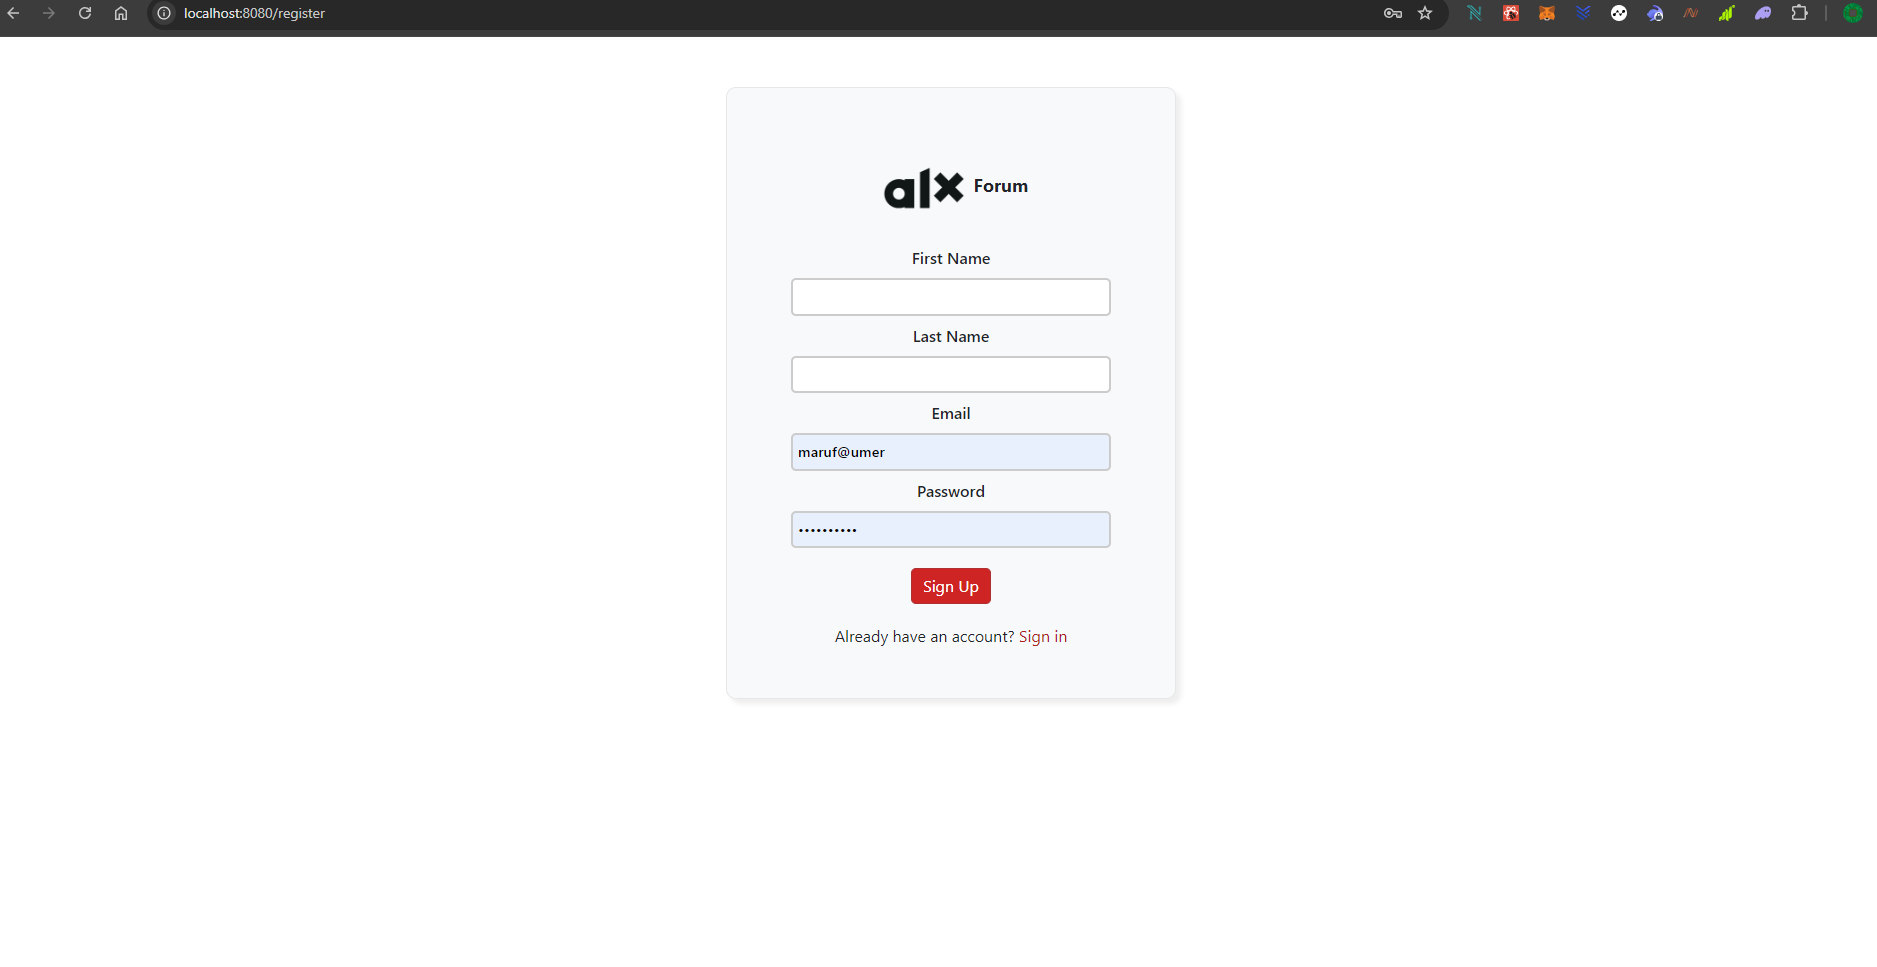 localhost:8080/register
alx Forum
First Name
Last Name
Email
maruf@umer
Password
••••••••••
Sign Up
Already have an account? Sign in